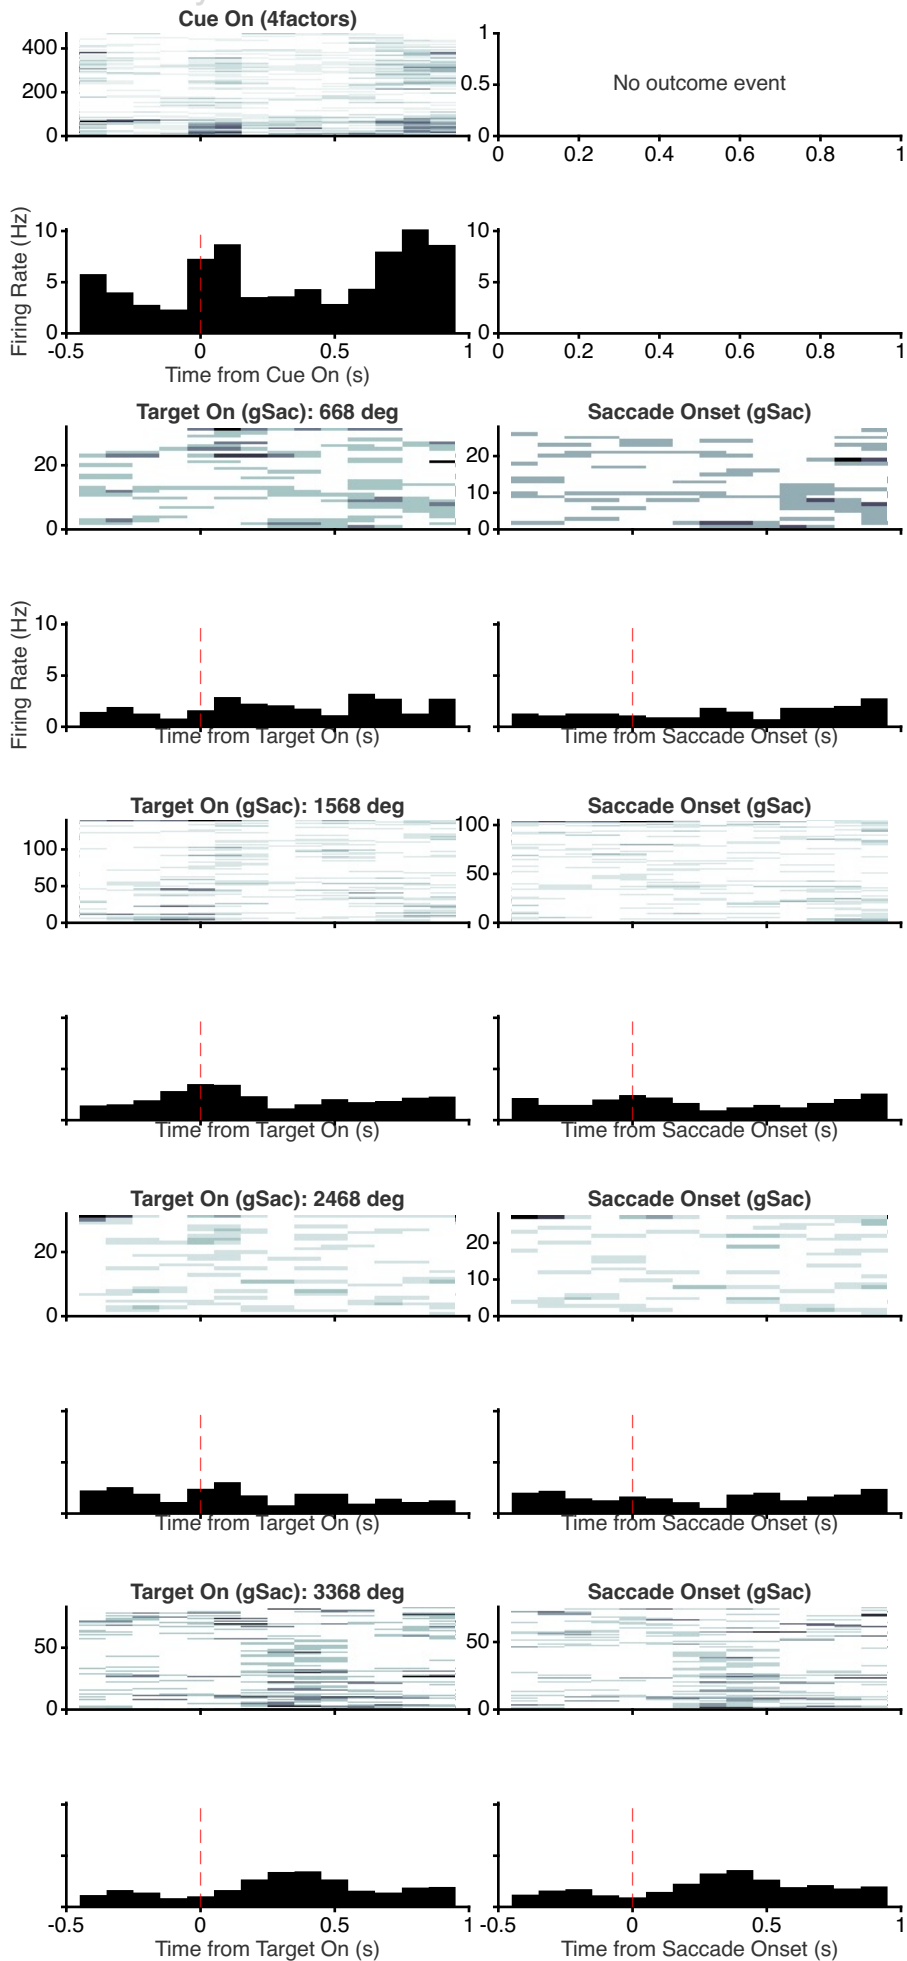 Cue On (4factors)
400
200
0
1
0.5
0
No outcome event
0 0.2 0.4 0.6 0.8 1
Firing Rate (Hz)
10
5
0
-0.5 0 0.5 1
Time from Cue On (s)
10
5
0
0 0.2 0.4 0.6 0.8 1
Target On (gSac): 668 deg
20
0
Saccade Onset (gSac)
20
10
0
Firing Rate (Hz)
10
5
0
Time from Target On (s)
Time from Saccade Onset (s)
Target On (gSac): 1568 deg
100
50
0
Saccade Onset (gSac)
100
50
0
Time from Target On (s)
Time from Saccade Onset (s)
Target On (gSac): 2468 deg
20
0
Saccade Onset (gSac)
20
10
0
Time from Target On (s)
Time from Saccade Onset (s)
Target On (gSac): 3368 deg
50
0
Saccade Onset (gSac)
50
0
-0.5 0 0.5 1
Time from Target On (s)
-0.5 0 0.5 1
Time from Saccade Onset (s)